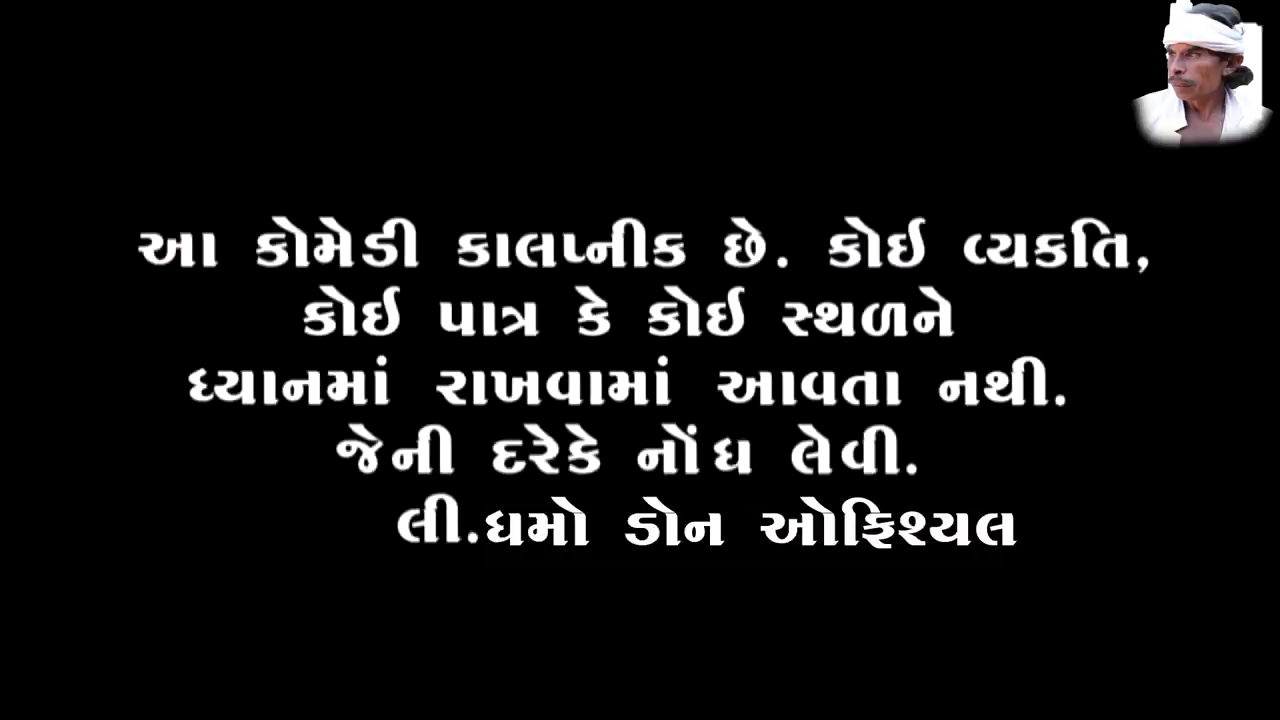 આ કોમેડી કાલપ્નીક છે. કોઈ વ્યકતિ,
કોઈ પાત્ર કે કોઈ સ્થળને
ધ્યાનમાં રાખવામાં આવતા નથી.
જેની દરેકે નોંધ લેવી.
લી.ધમો ડોન ઓફિશ્યલ